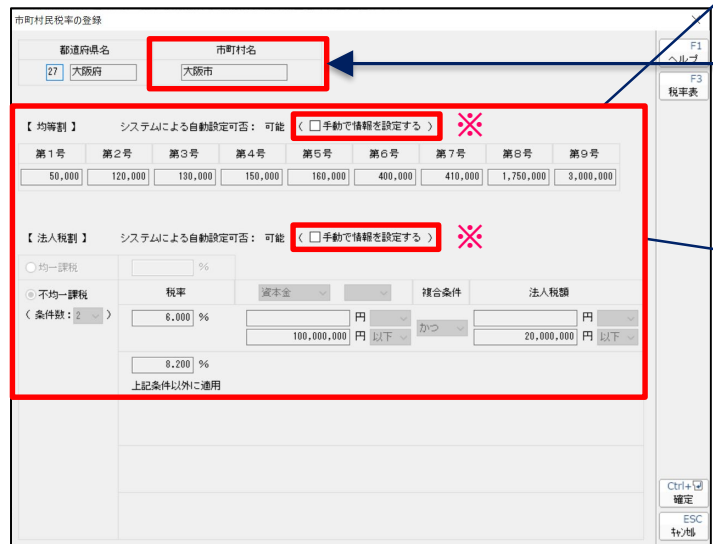 市町村民税率の登録
都道府県名 市町村名
27 大阪府 大阪市
F1
ヘルプ
F3
税率表
【 均等割 】 システムによる自動設定可否： 可能 （ 手動で情報を設定する ） ※
第1号 第2号 第3号 第4号 第5号 第6号 第7号 第8号 第9号
50,000 120,000 130,000 150,000 160,000 400,000 410,000 1,750,000 3,000,000
【 法人税割 】 システムによる自動設定可否： 可能 （ 手動で情報を設定する ） ※
均一課税 %
不均一課税 税率 資本金 複合条件 法人税額
（ 条件数： 2 ） 6.000 % 円 かつ 円
100,000,000 円 以下 20,000,000 円 以下
8.200 %
上記条件以外に適用
Ctrl+
確定
ESC
ｷｬﾝｾﾙ